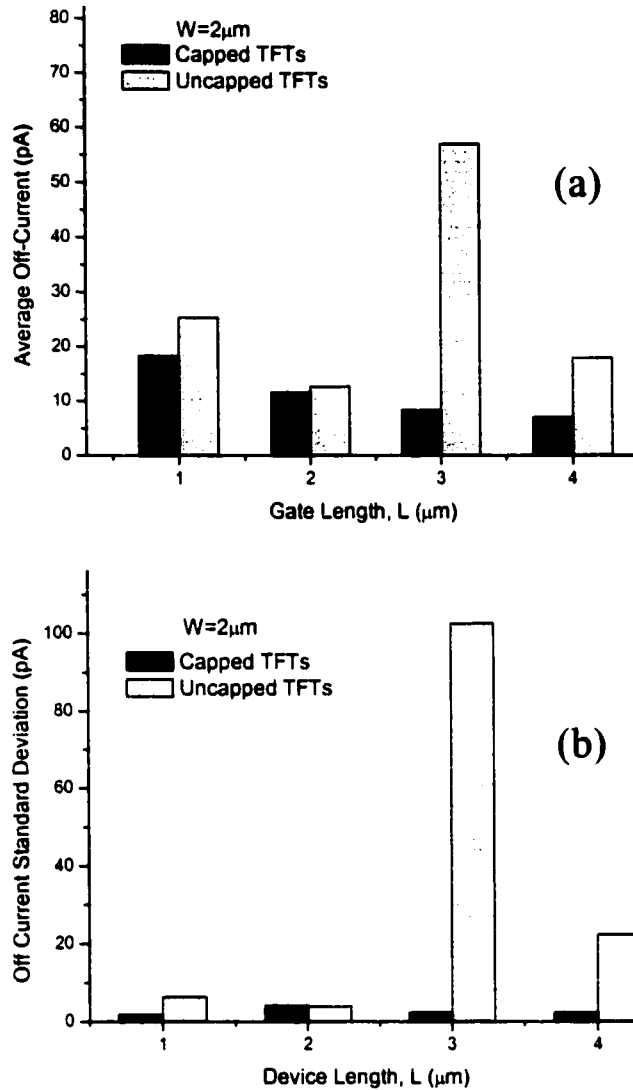 80
70
60
50
40
30
20
10
0
Average Off-Current (pA)
W=2μm
Capped TFTs
Uncapped TFTs
(a)
1 2 3 4
Gate Length, L (μm)
100
80
60
40
20
0
Off Current Standard Deviation (pA)
W=2μm
Capped TFTs
Uncapped TFTs
(b)
1 2 3 4
Device Length, L (μm)